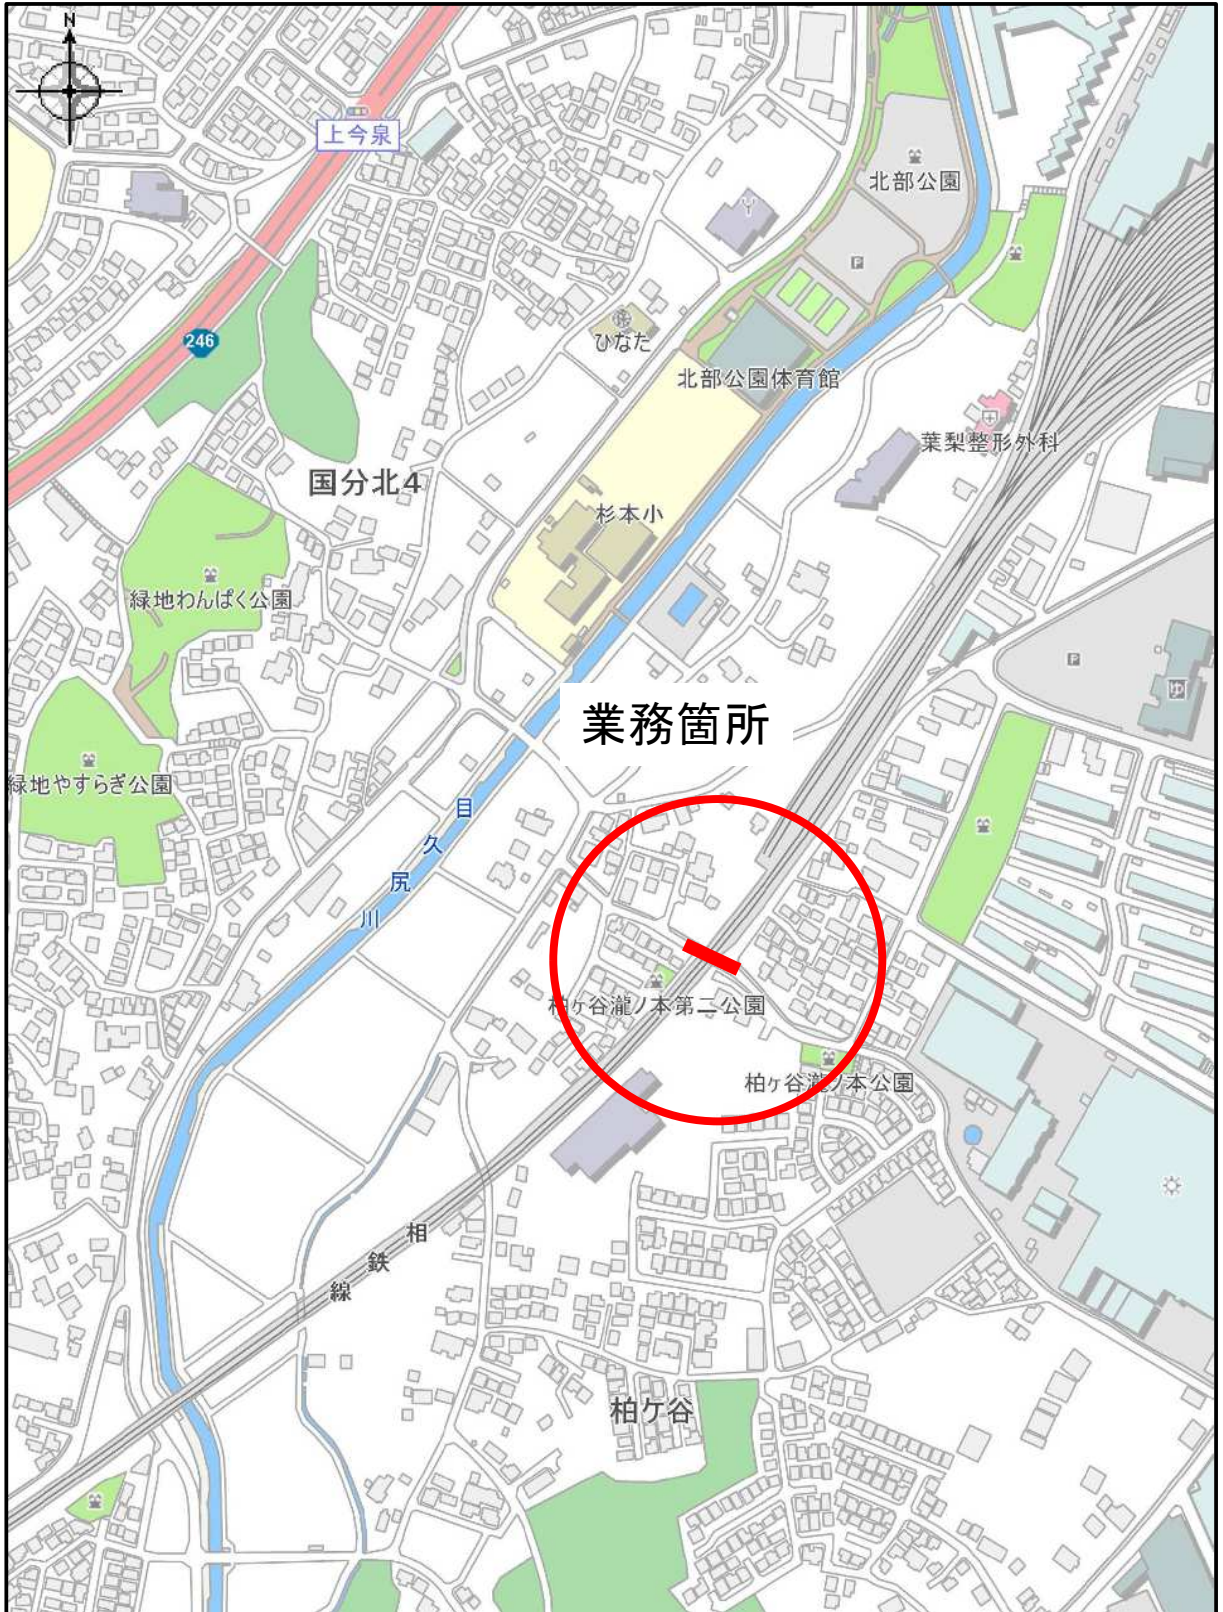 N
上今泉
北部公園
P
246
ひなた
北部公園体育館
葉梨整形外科
国分北4
杉本小
緑地わんぱく公園
P
ゆ
業務箇所
緑地やすらぎ公園
目久尻川
柏ヶ谷瀧ノ本第二公園
柏ヶ谷瀧ノ本公園
相鉄線
柏ケ谷